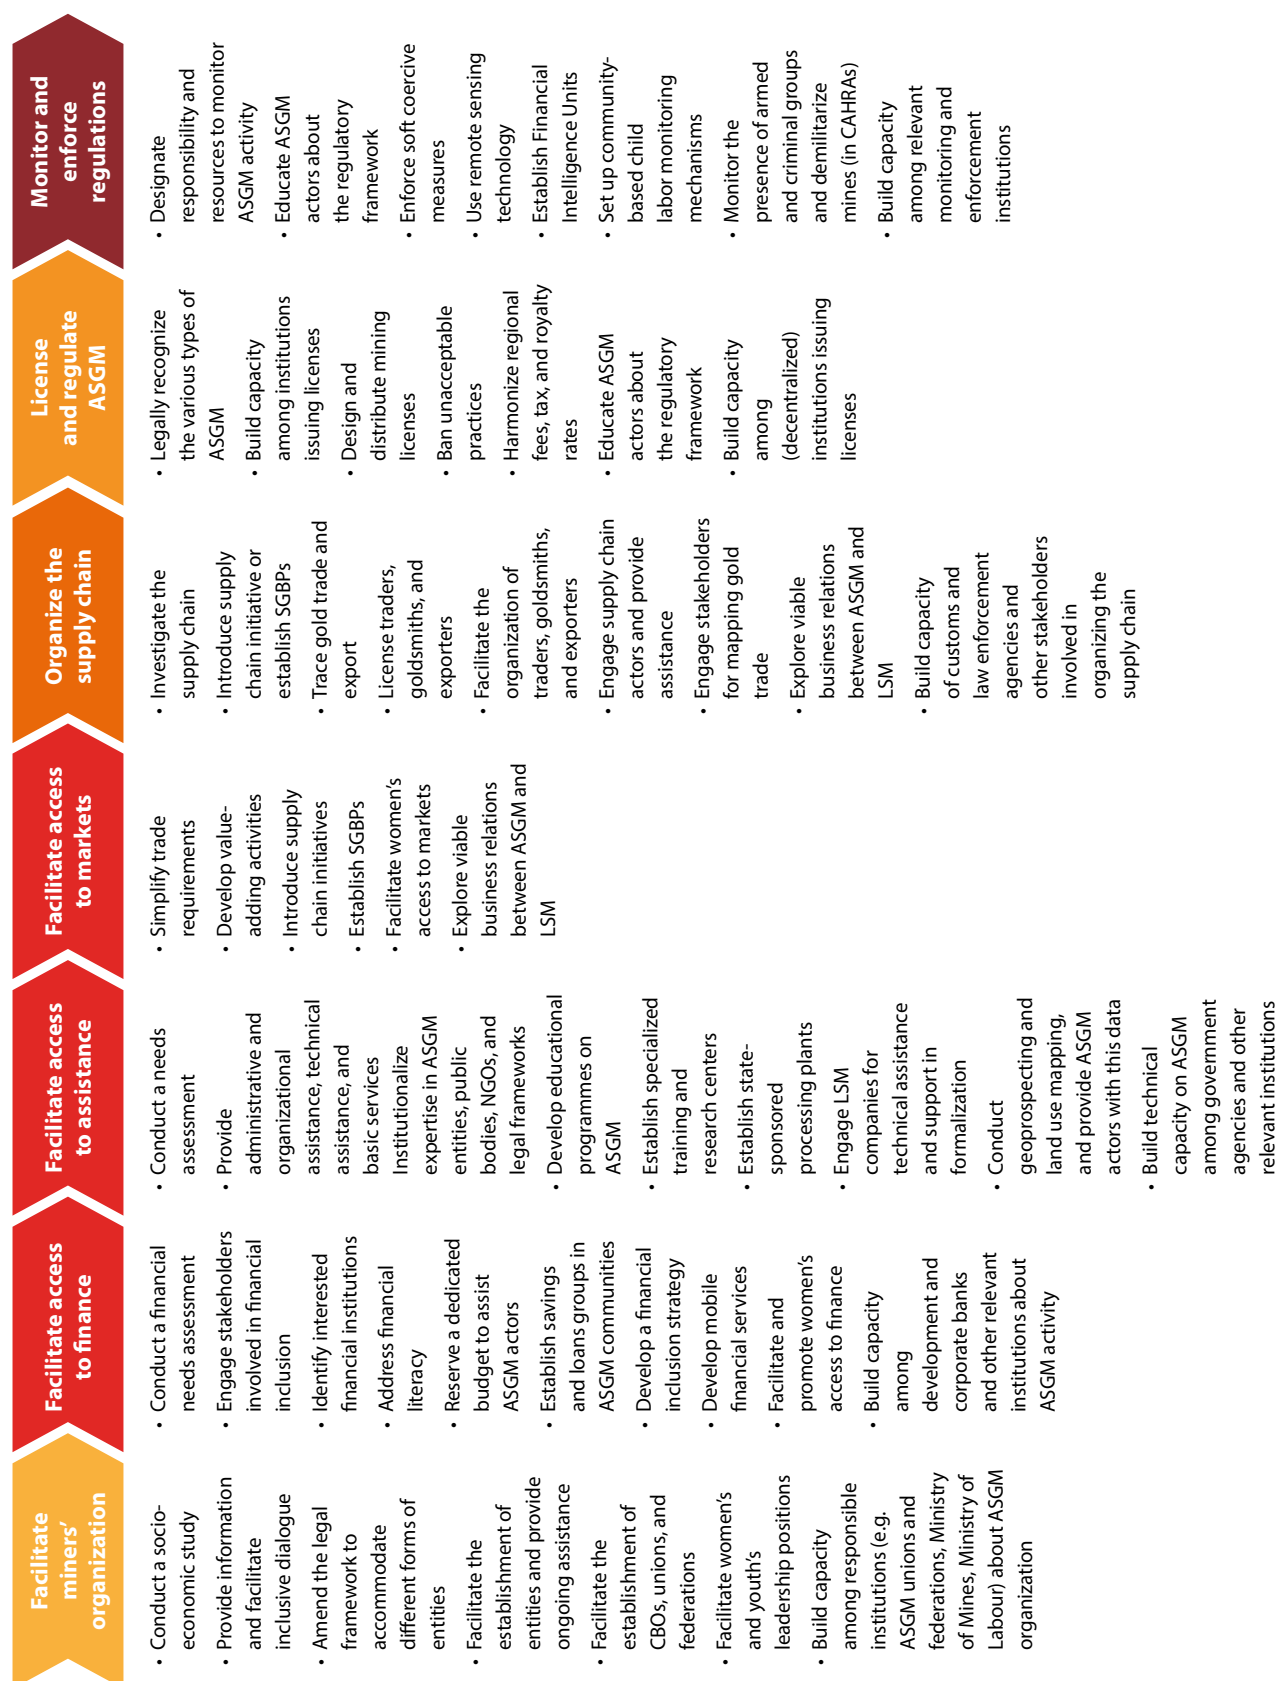 Facilitate
miners’
organization
• Conduct a socio-
economic study
• Provide information
and facilitate
inclusive dialogue
• Amend the legal
framework to
accommodate
different forms of
entities
• Facilitate the
establishment of
entities and provide
ongoing assistance
• Facilitate the
establishment of
CBOs, unions, and
federations
• Facilitate women’s
and youth’s
leadership positions
• Build capacity
among responsible
institutions (e.g.
ASGM unions and
federations, Ministry
of Mines, Ministry of
Labour) about ASGM
organization
Facilitate access
to finance
• Conduct a financial
needs assessment
• Engage stakeholders
involved in financial
inclusion
• Identify interested
financial institutions
• Address financial
literacy
• Reserve a dedicated
budget to assist
ASGM actors
• Establish savings
and loans groups in
ASGM communities
• Develop a financial
inclusion strategy
• Develop mobile
financial services
• Facilitate and
promote women’s
access to finance
• Build capacity
among
development and
corporate banks
and other relevant
institutions about
ASGM activity
Facilitate access
to assistance
• Conduct a needs
assessment
• Provide
administrative and
organizational
assistance, technical
assistance, and
basic services
Institutionalize
expertise in ASGM
entities, public
bodies, NGOs, and
legal frameworks
• Develop educational
programmes on
ASGM
• Establish specialized
training and
research centers
• Establish state-
sponsored
processing plants
• Engage LSM
companies for
technical assistance
and support in
formalization
• Conduct
geoprospecting and
land use mapping,
and provide ASGM
actors with this data
• Build technical
capacity on ASGM
among government
agencies and other
relevant institutions
Facilitate access
to markets
• Simplify trade
requirements
• Develop value-
adding activities
• Introduce supply
chain initiatives
• Establish SGBPs
• Facilitate women’s
access to markets
• Explore viable
business relations
between ASGM and
LSM
Organize the
supply chain
• Investigate the
supply chain
• Introduce supply
chain initiative or
establish SGBPs
• Trace gold trade and
export
• License traders,
goldsmiths, and
exporters
• Facilitate the
organization of
traders, goldsmiths,
and exporters
• Engage supply chain
actors and provide
assistance
• Engage stakeholders
for mapping gold
trade
• Explore viable
business relations
between ASGM and
LSM
• Build capacity
of customs and
law enforcement
agencies and
other stakeholders
involved in
organizing the
supply chain
License
and regulate
ASGM
• Legally recognize
the various types of
ASGM
• Build capacity
among institutions
issuing licenses
• Design and
distribute mining
licenses
• Ban unacceptable
practices
• Harmonize regional
fees, tax, and royalty
rates
• Educate ASGM
actors about
the regulatory
framework
• Build capacity
among
(decentralized)
institutions issuing
licenses
Monitor and
enforce
regulations
• Designate
responsibility and
resources to monitor
ASGM activity
• Educate ASGM
actors about
the regulatory
framework
• Enforce soft coercive
measures
• Use remote sensing
technology
• Establish Financial
Intelligence Units
• Set up community-
based child
labor monitoring
mechanisms
• Monitor the
presence of armed
and criminal groups
and demilitarize
mines (in CAHRAs)
• Build capacity
among relevant
monitoring and
enforcement
institutions